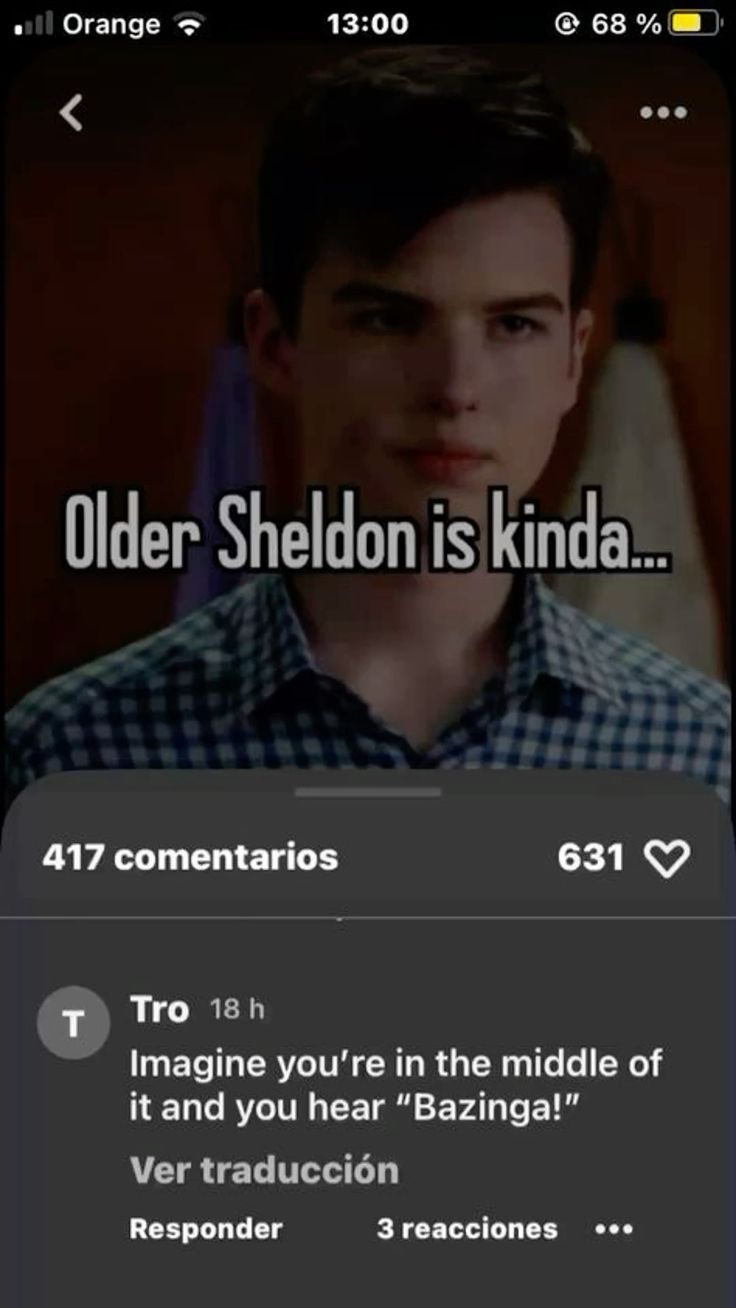 Orange 13:00 68 %
Older Sheldon is kinda...
417 comentarios 631
T
Tro 18 h
Imagine you’re in the middle of
it and you hear “Bazinga!”
Ver traducción
Responder 3 reacciones